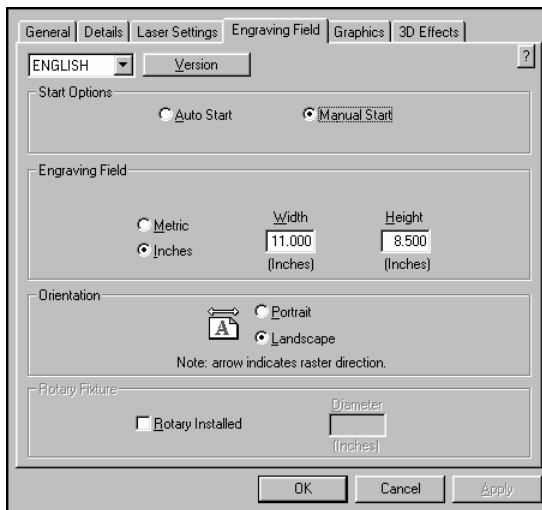 General Details Laser Settings Engraving Field Graphics 3D Effects
ENGLISH Version ?
Start Options
Auto Start Manual Start
Engraving Field
Metric
Inches
Width Height
11.000 8.500
(Inches) (Inches)
Orientation
A
Portrait
Landscape
Note: arrow indicates raster direction.
Rotary Fixture
Rotary Installed
Diameter
(Inches)
OK Cancel Apply